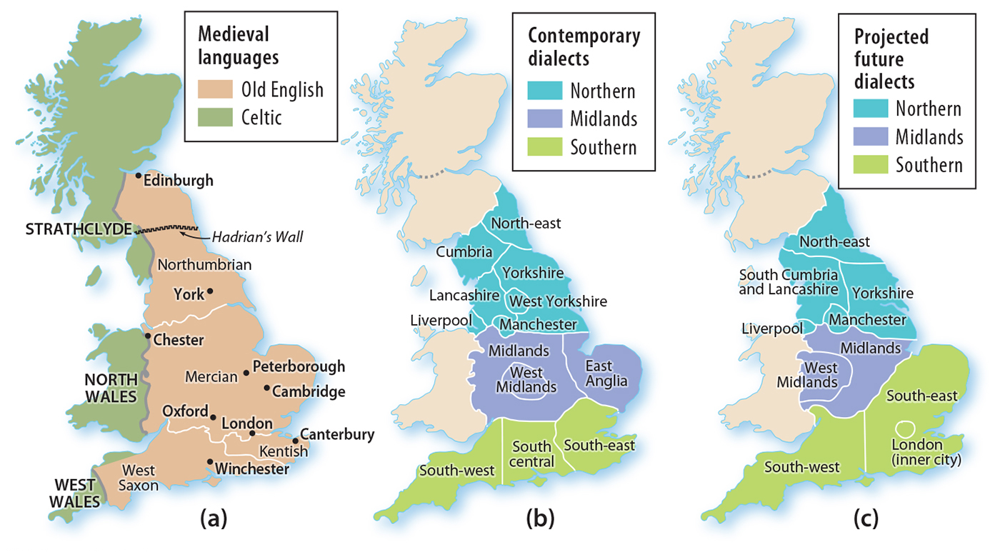 Medieval
languages
Old English
Celtic
Edinburgh
STRATHCLYDE
Hadrian's Wall
Northumbrian
York
Chester
NORTH
WALES
Mercian
Peterborough
Cambridge
Oxford
London
Canterbury
Kentish
West
Saxon
Winchester
WEST
WALES
(a)
Contemporary
dialects
Northern
Midlands
Southern
North-east
Cumbria
Yorkshire
Lancashire
West Yorkshire
Liverpool
Manchester
Midlands
West
Midlands
East
Anglia
South-west
South
central
South-east
(b)
Projected
future
dialects
Northern
Midlands
Southern
North-east
South Cumbria
and Lancashire
Yorkshire
Liverpool
Manchester
Midlands
West
Midlands
South-east
London
(inner city)
South-west
(c)